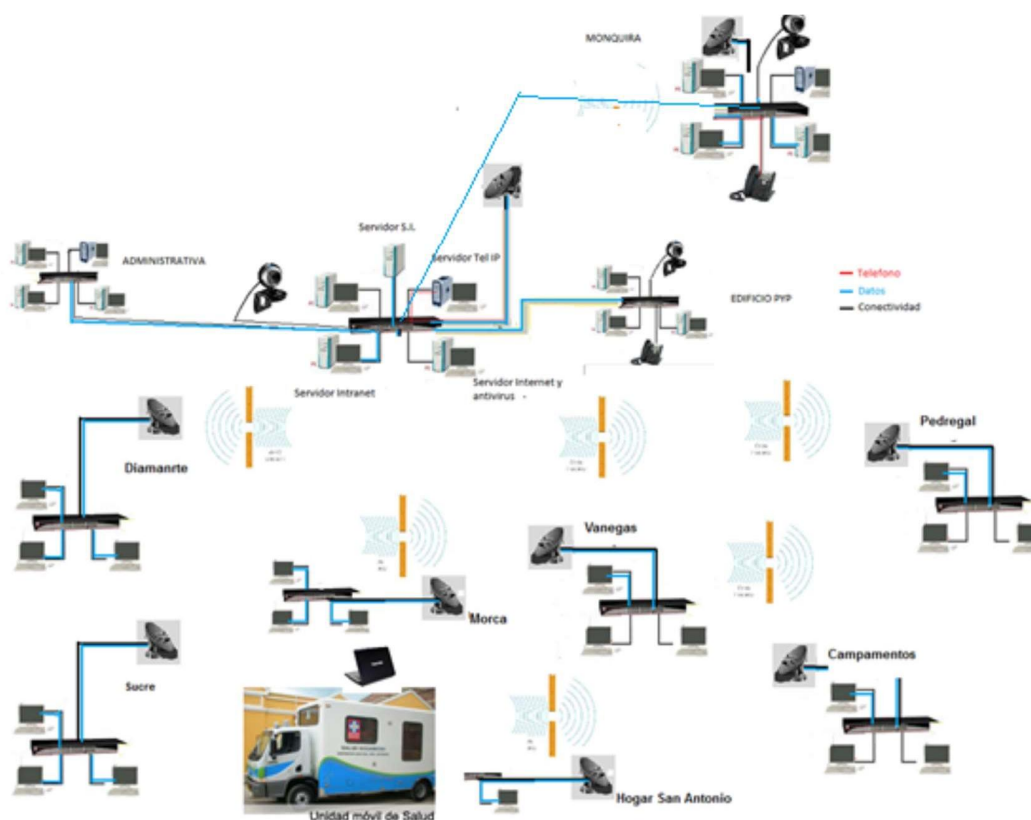 MONQUIRA
Servidor S.I.
Servidor Tel IP
ADMINISTRATIVA
EDIFICIO PYP
Telefono
Datos
Conectividad
Servidor Intranet
Servidor Internet y
antivirus
Pedregal
Diamanrte
Vanegas
Morca
Campamentos
Sucre
Hogar San Antonio
Unidad móvil de Salud